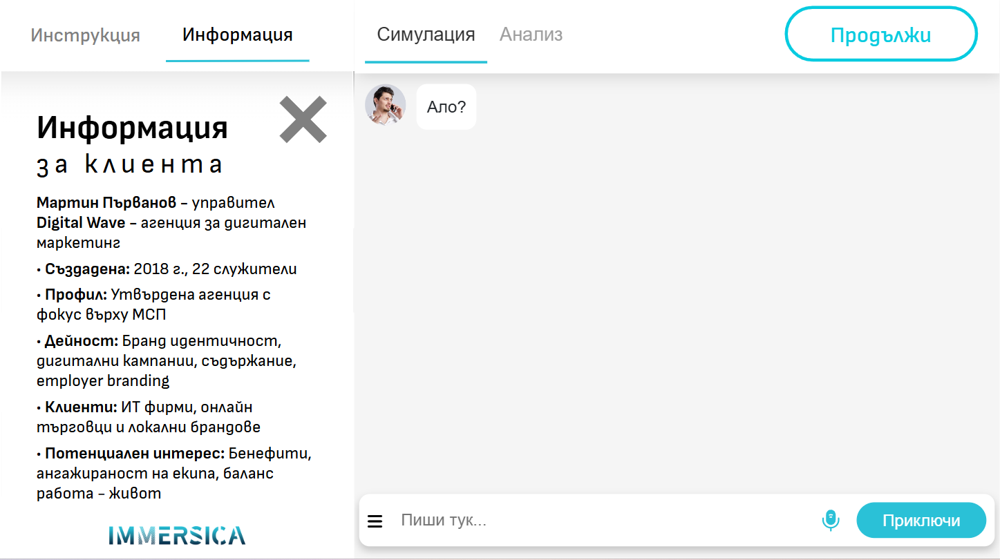 Инструкция
Информация
Симулация
Анализ
Продължи
Информация
за клиента
Мартин Първанов - управител
Digital Wave - агенция за дигитален
маркетинг
• Създадена: 2018 г., 22 служители
• Профил: Утвърдена агенция с
фокус върху МСП
• Дейност: Бранд идентичност,
дигитални кампании, съдържание,
employer branding
• Клиенти: ИТ фирми, онлайн
търговци и локални брандове
• Потенциален интерес: Бенефити,
ангажираност на екипа, баланс
работа - живот
IMMERSICA
Ало?
Пиши тук...
Приключи